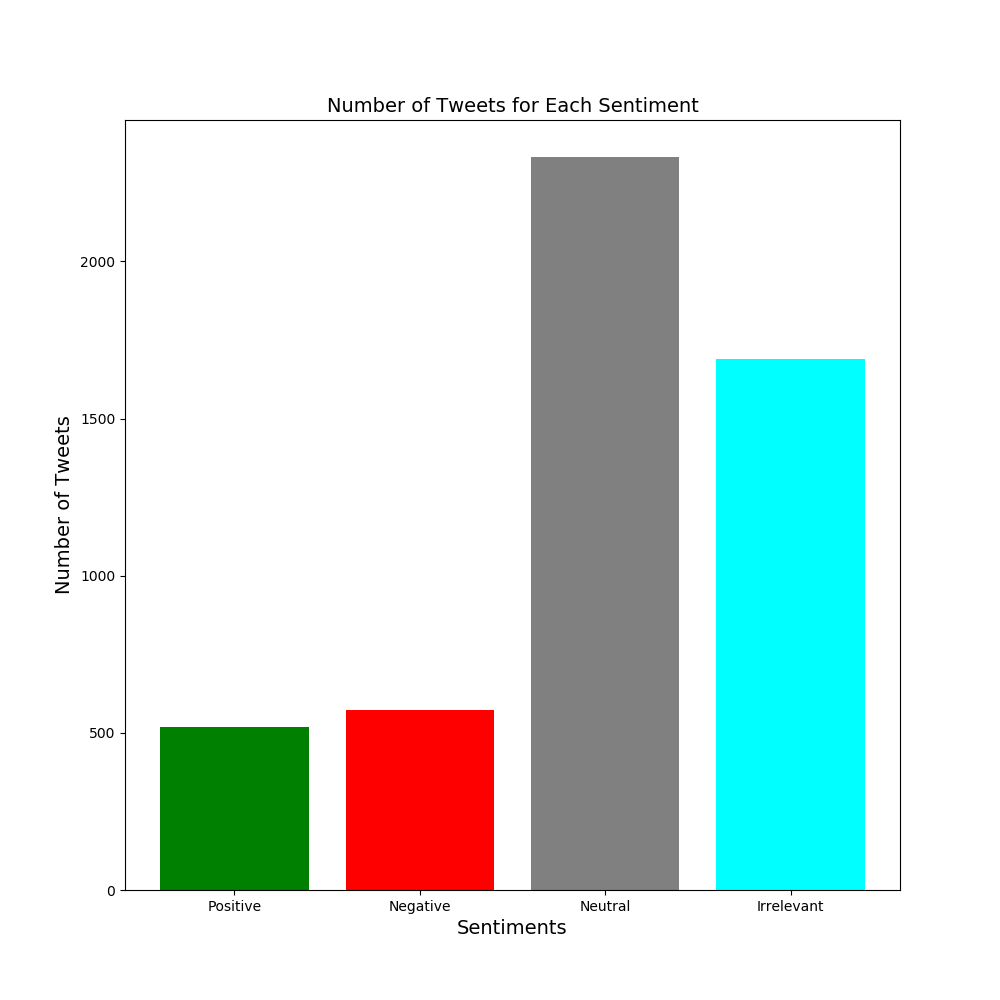 Number of Tweets for Each Sentiment
Number of Tweets
2000
1500
1000
500
0
Positive Negative Neutral Irrelevant
Sentiments